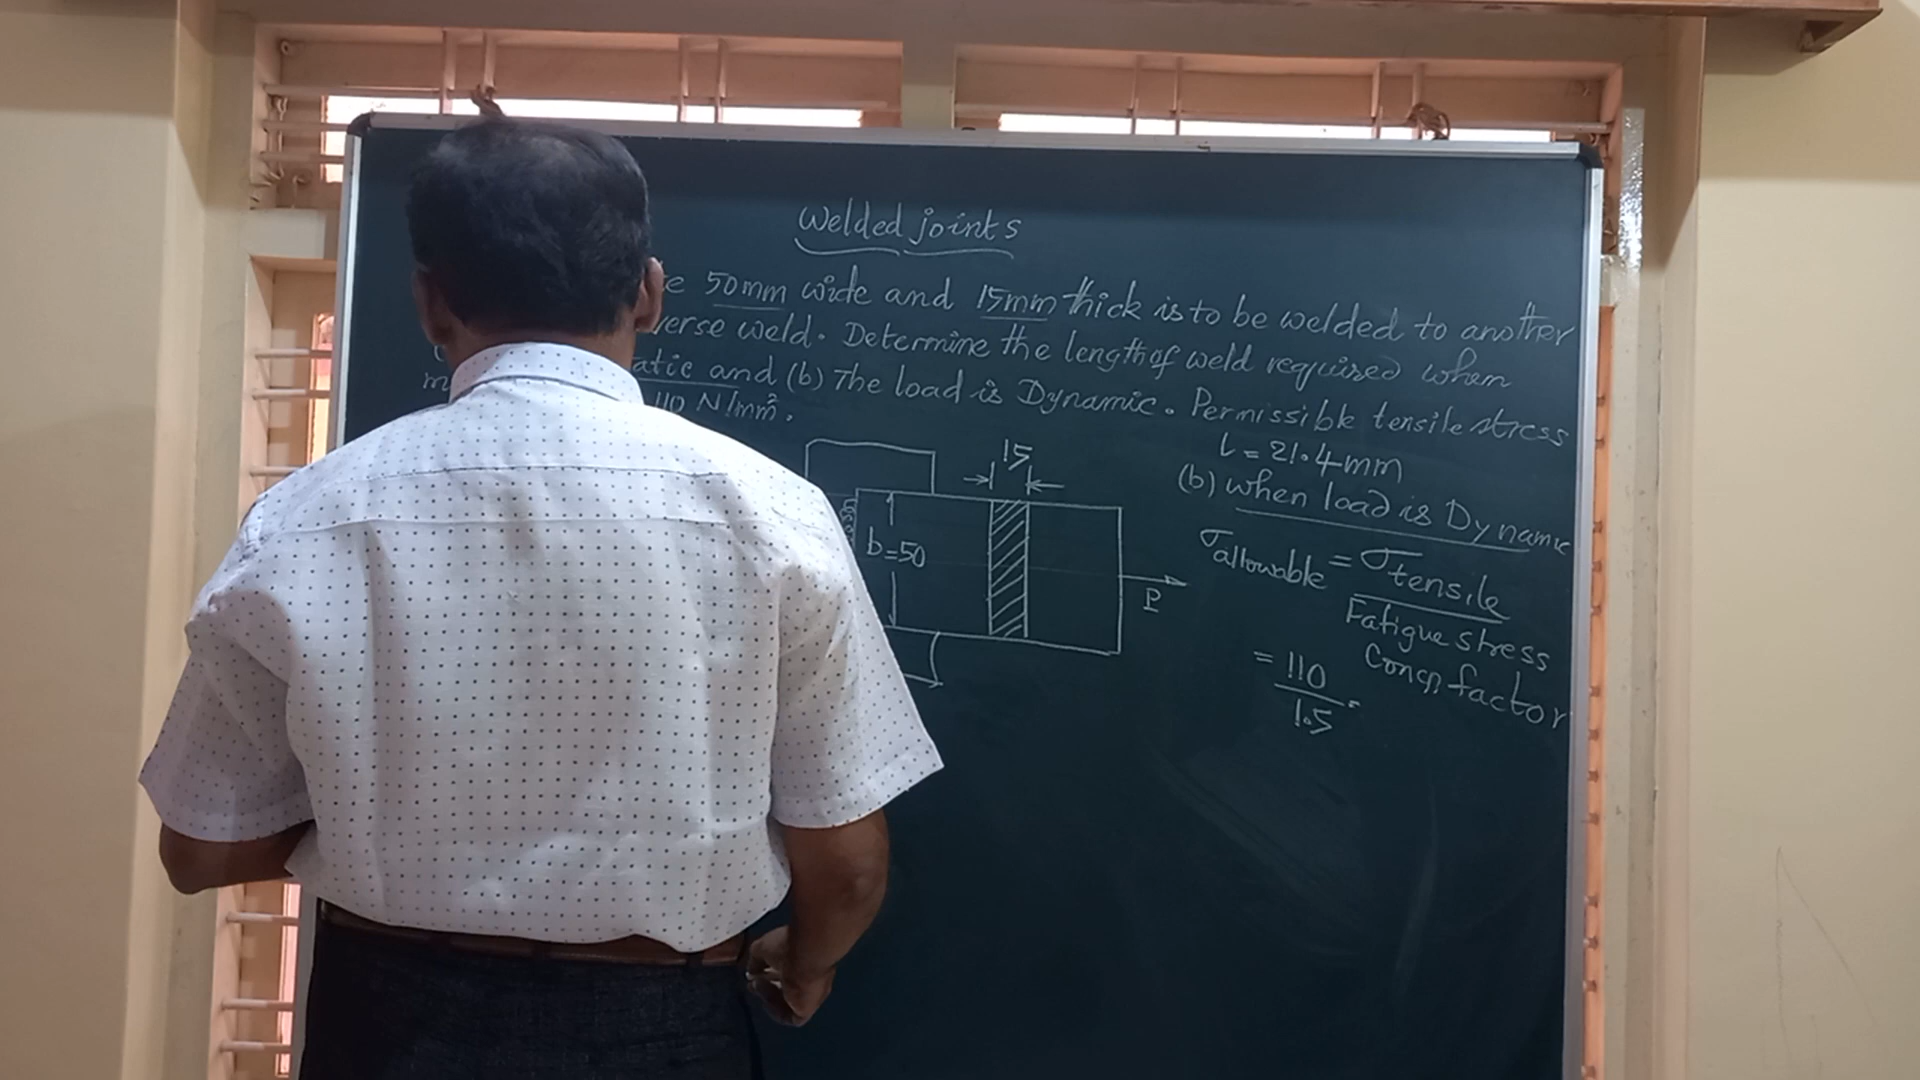 Welded joints
50mm wide and 15mm thick is to be welded to another
verse weld. Determine the length of weld required when
atic and (b) The load is Dynamic. Permissible tensile stress
110 N/mm².
15
b=50
P
L = 21.4mm
(b) when load is Dynamic
σallowable = σtensile
Fatigue stress
Concn factor
= 110
1.5